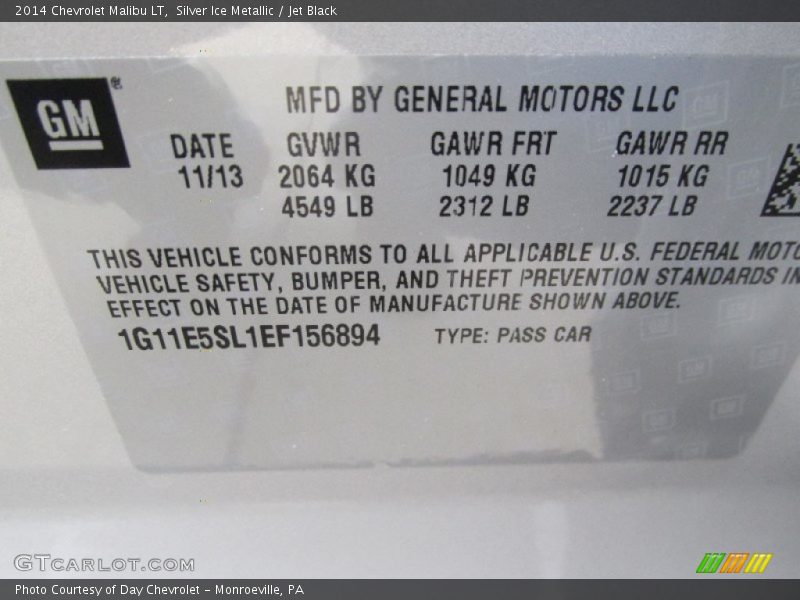 2014 Chevrolet Malibu LT, Silver Ice Metallic / Jet Black
GM®
MFD BY GENERAL MOTORS LLC
DATE GVWR GAWR FRT GAWR RR
11/13 2064 KG 1049 KG 1015 KG
4549 LB 2312 LB 2237 LB
THIS VEHICLE CONFORMS TO ALL APPLICABLE U.S. FEDERAL MOTO
VEHICLE SAFETY, BUMPER, AND THEFT PREVENTION STANDARDS IN
EFFECT ON THE DATE OF MANUFACTURE SHOWN ABOVE.
1G11E5SL1EF156894 TYPE: PASS CAR
GTCARLOT.COM
Photo Courtesy of Day Chevrolet – Monroeville, PA